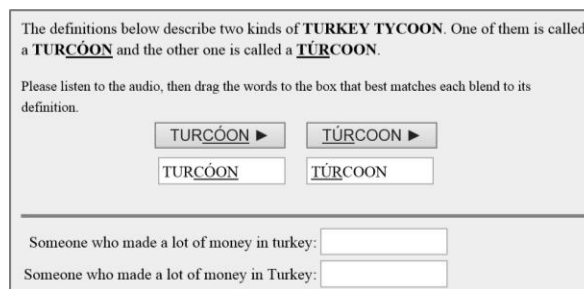 The definitions below describe two kinds of TURKEY TYCOON. One of them is called
a TURCÓON and the other one is called a TÚRCOON.
Please listen to the audio, then drag the words to the box that best matches each blend to its
definition.
TURCÓON ▶ TÚRCOON ▶
TURCÓON TÚRCOON
Someone who made a lot of money in turkey:
Someone who made a lot of money in Turkey: